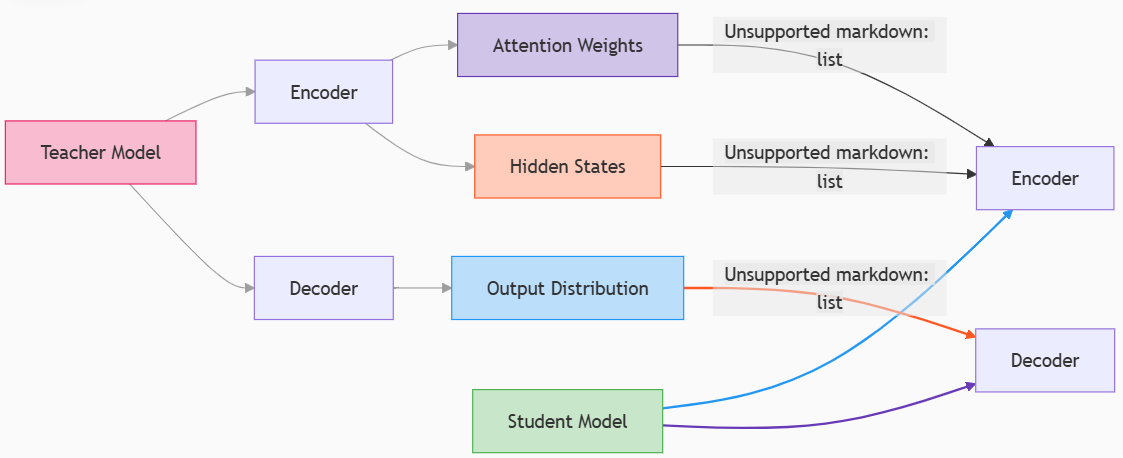 Attention Weights
Unsupported markdown:
list
Encoder
Teacher Model
Hidden States
Unsupported markdown:
list
Encoder
Decoder
Output Distribution
Unsupported markdown:
list
Decoder
Student Model